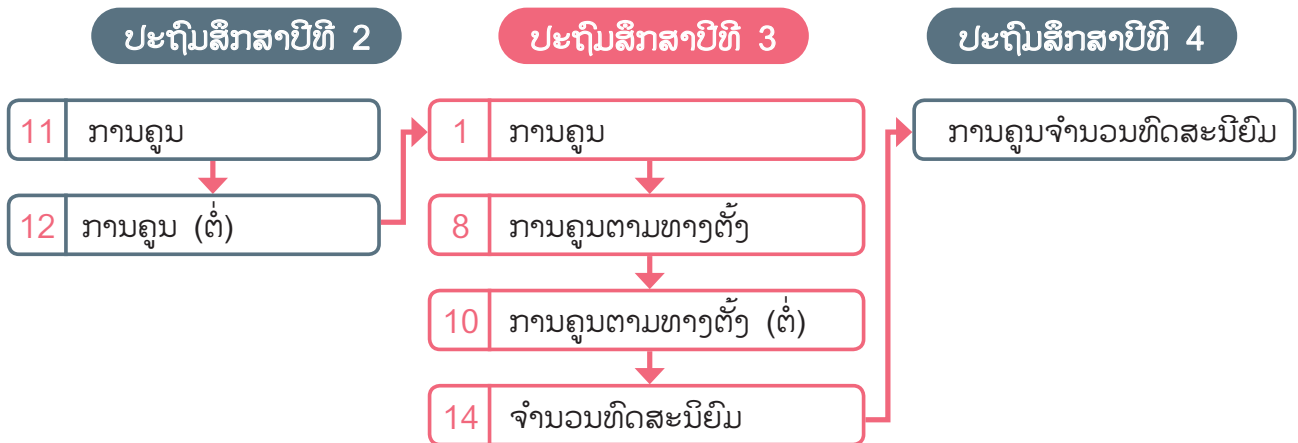 ປະຖົມສຶກສາປີທີ 2
ປະຖົມສຶກສາປີທີ 3
ປະຖົມສຶກສາປີທີ 4
11 ການຄູນ
12 ການຄູນ (ຕໍ່)
1 ການຄູນ
8 ການຄູນຕາມທາງຕັ້ງ
10 ການຄູນຕາມທາງຕັ້ງ (ຕໍ່)
14 ຈຳນວນທົດສະນິຍົມ
ການຄູນຈຳນວນທົດສະນີຍົມ